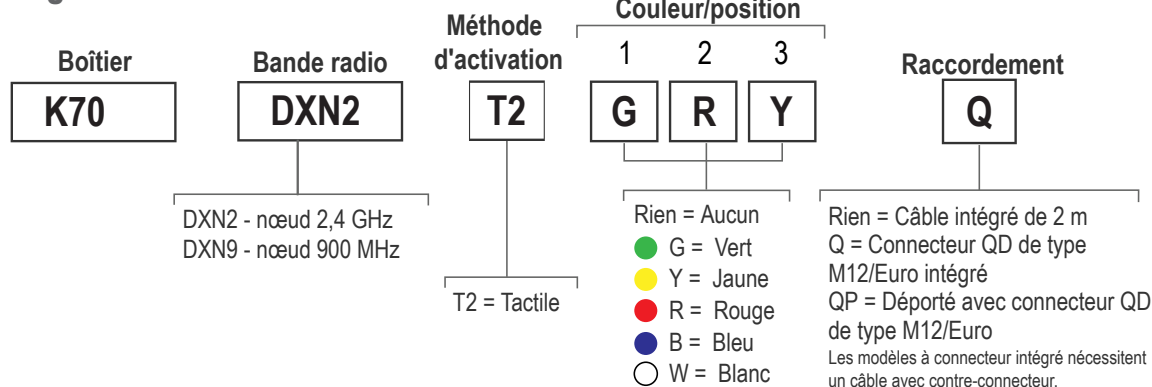 Couleur/position
Méthode d'activation
1 2 3
Boîtier
Bande radio
Raccordement
K70
DXN2
T2
G R Y
Q
DXN2 - nœud 2,4 GHz
DXN9 - nœud 900 MHz
T2 = Tactile
Rien = Aucun
G = Vert
Y = Jaune
R = Rouge
B = Bleu
W = Blanc
Rien = Câble intégré de 2 m
Q = Connecteur QD de type
M12/Euro intégré
QP = Déporté avec connecteur QD
de type M12/Euro
Les modèles à connecteur intégré nécessitent
un câble avec contre-connecteur.